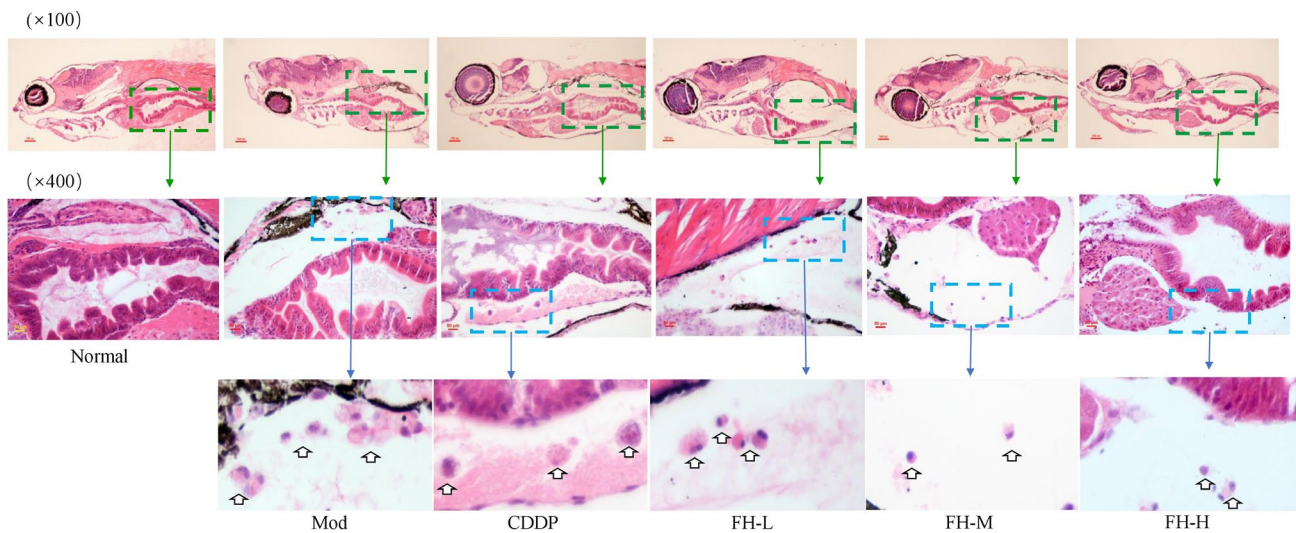 (×100)
(×400)
Normal
Mod
CDDP
FH-L
FH-M
FH-H